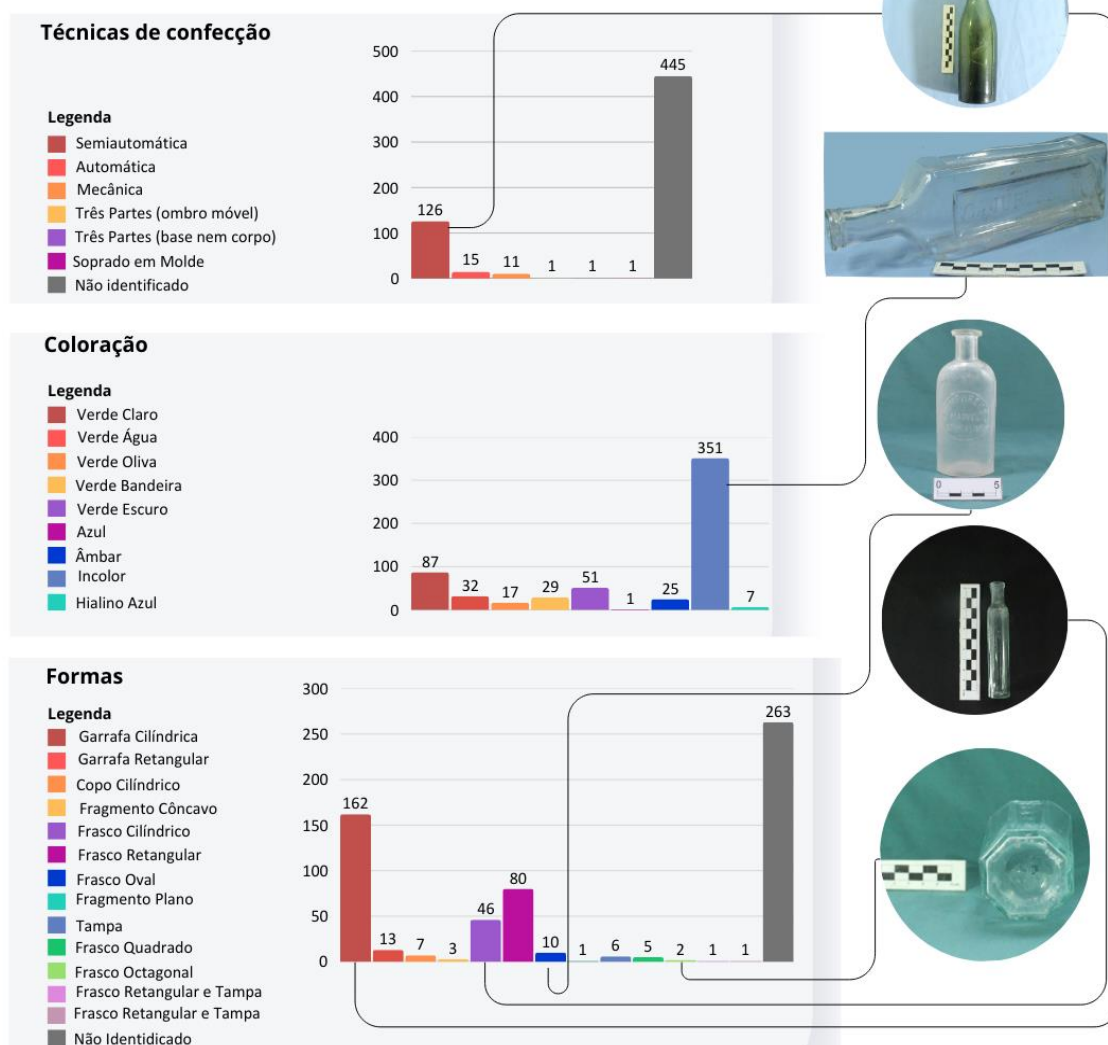 Técnicas de confecção
Legenda
Semiautomática
Automática
Mecânica
Três Partes (ombro móvel)
Três Partes (base nem corpo)
Soprado em Molde
Não identificado
500
400
300
200
100
0
126
15
11
1
1
1
445
Coloração
Legenda
Verde Claro
Verde Água
Verde Oliva
Verde Bandeira
Verde Escuro
Azul
Âmbar
Incolor
Hialino Azul
400
300
200
100
0
87
32
17
29
51
1
25
351
7
0 5
Formas
Legenda
Garrafa Cilíndrica
Garrafa Retangular
Copo Cilíndrico
Fragmento Côncavo
Frasco Cilíndrico
Frasco Retangular
Frasco Oval
Fragmento Plano
Tampa
Frasco Quadrado
Frasco Octagonal
Frasco Retangular e Tampa
Frasco Retangular e Tampa
Não Identidicado
300
250
200
150
100
50
0
162
13
7
3
46
80
10
1
6
5
2
1
1
263